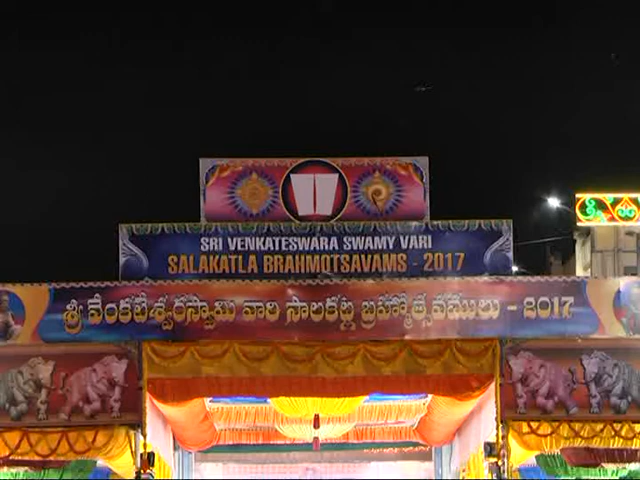 SRI VENKATESWARA SWAMY VARI
SALAKATLA BRAHMOTSAVAMS - 2017
శ్రీ వేంకటేశ్వరస్వామి వారి సాలకట్ల బ్రహ్మోత్సవములు - 2017